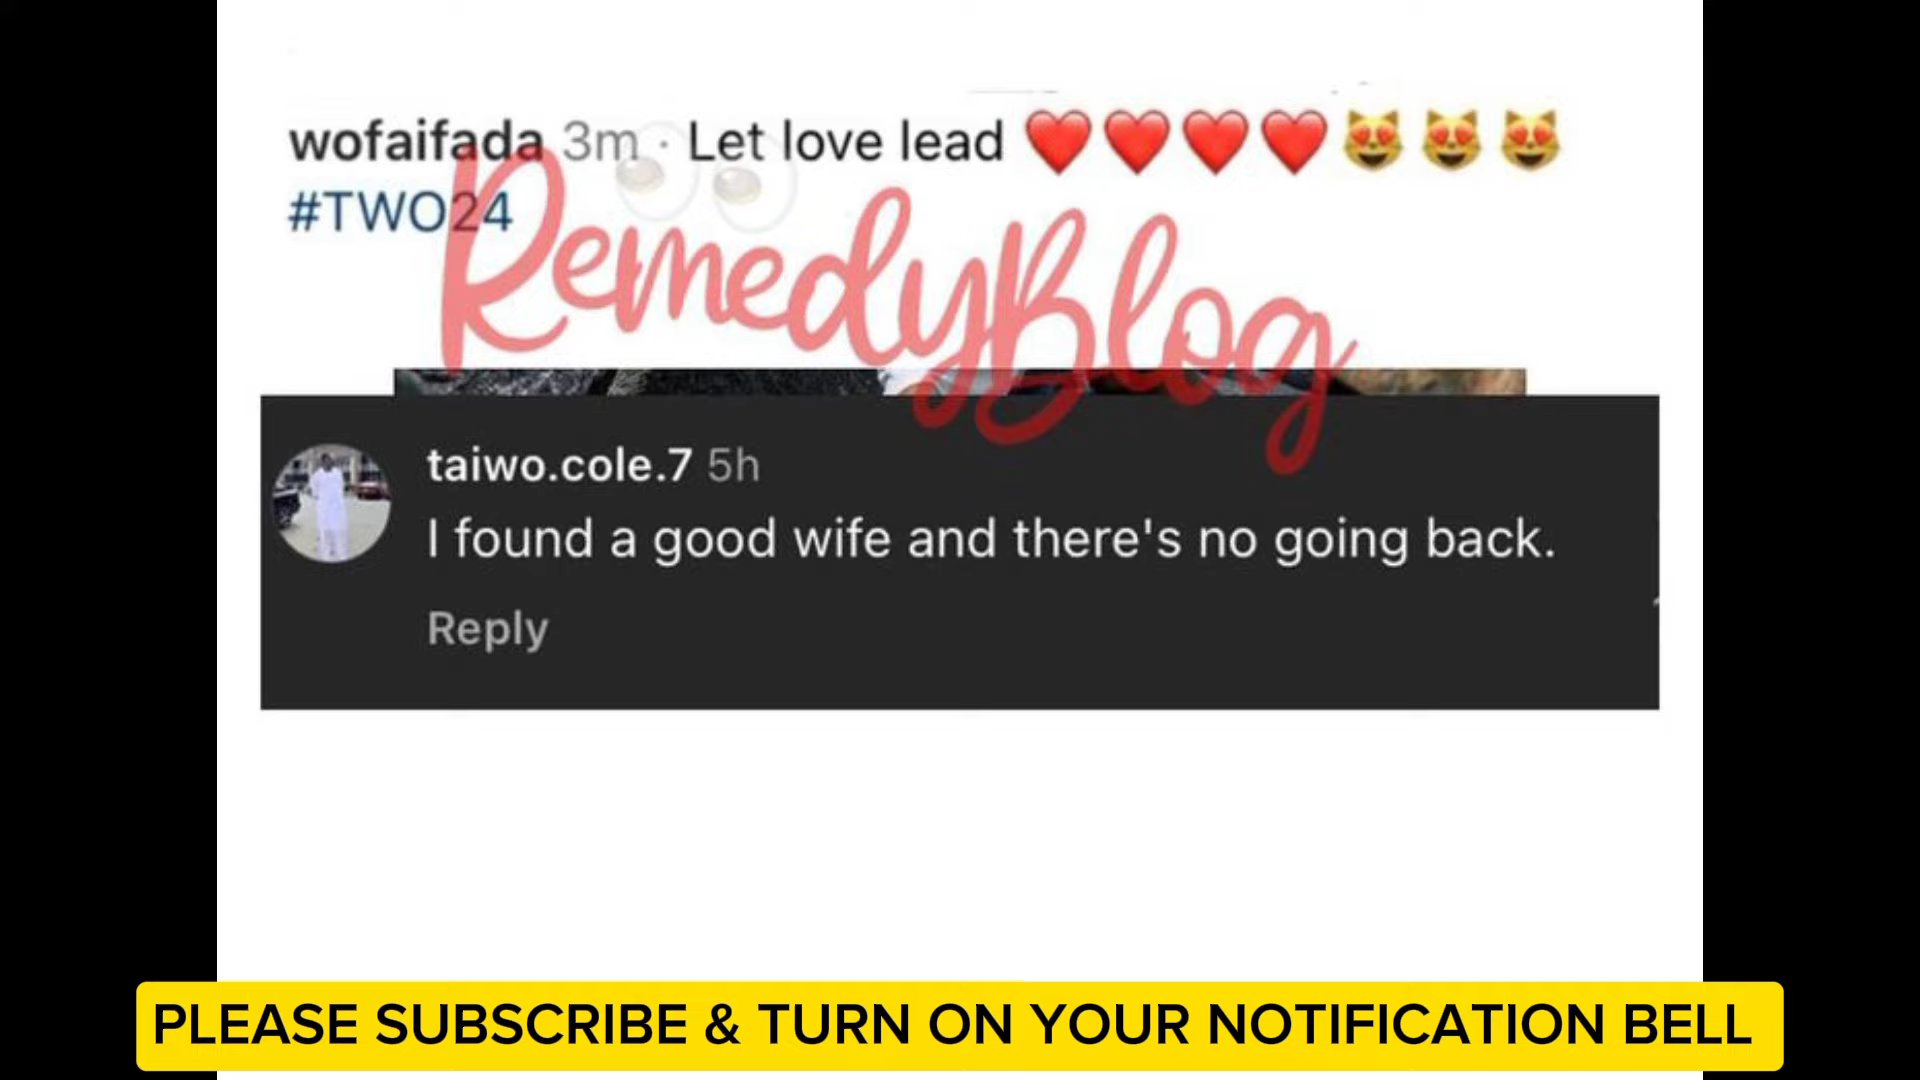 wofaifada 3m · Let love lead ❤️❤️❤️❤️😻😻😻
#TWO24
RemedyBlog
taiwo.cole.7 5h
I found a good wife and there's no going back.
Reply
PLEASE SUBSCRIBE & TURN ON YOUR NOTIFICATION BELL